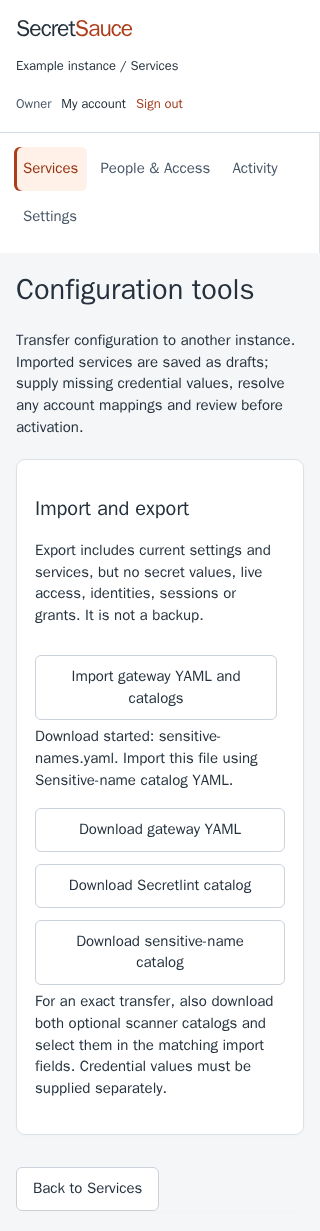 SecretSauce
Example instance / Services
Owner My account Sign out
Services People & Access Activity
Settings
Configuration tools
Transfer configuration to another instance.
Imported services are saved as drafts;
supply missing credential values, resolve
any account mappings and review before
activation.
Import and export
Export includes current settings and
services, but no secret values, live
access, identities, sessions or
grants. It is not a backup.
Import gateway YAML and
catalogs
Download started: sensitive-
names.yaml. Import this file using
Sensitive-name catalog YAML.
Download gateway YAML
Download Secretlint catalog
Download sensitive-name
catalog
For an exact transfer, also download
both optional scanner catalogs and
select them in the matching import
fields. Credential values must be
supplied separately.
Back to Services